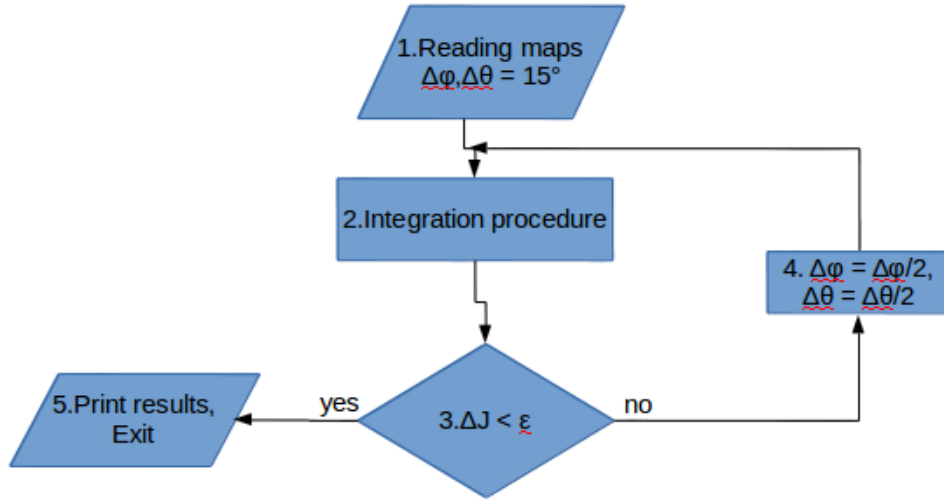 1.Reading maps
Δφ,Δθ = 15°
2.Integration procedure
4. Δφ = Δφ/2,
Δθ = Δθ/2
3.ΔJ < ε
yes
no
5.Print results,
Exit